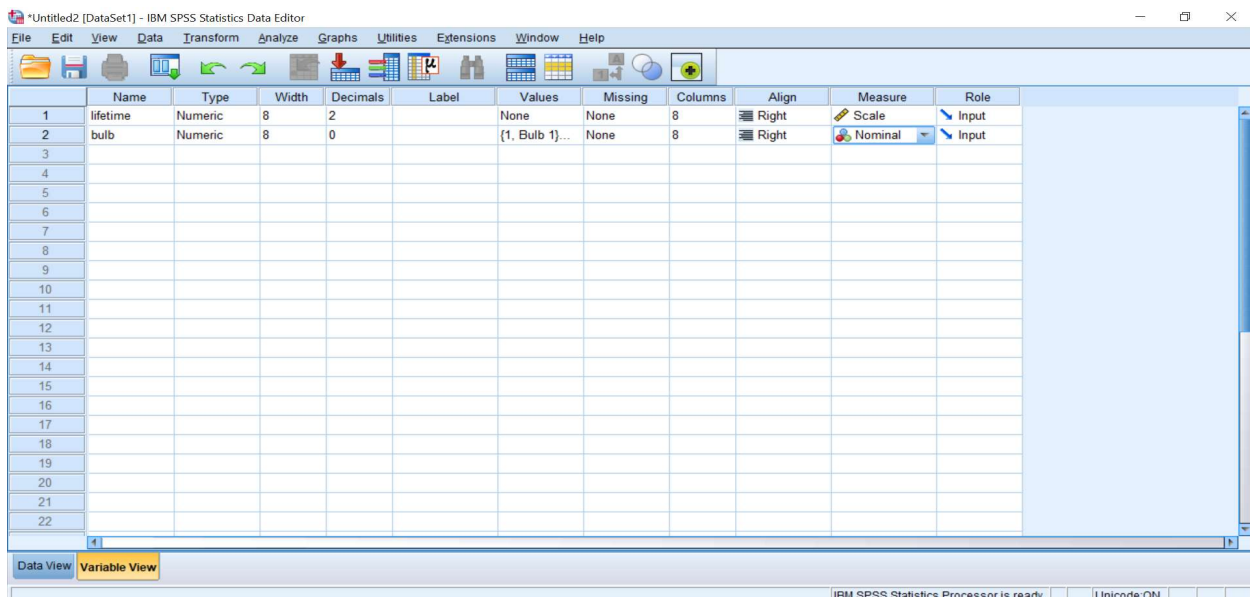 *Untitled2 [DataSet1] - IBM SPSS Statistics Data Editor
File Edit View Data Transform Analyze Graphs Utilities Extensions Window Help
Name Type Width Decimals Label Values Missing Columns Align Measure Role
1 lifetime Numeric 8 2 None None 8 Right Scale Input
2 bulb Numeric 8 0 {1, Bulb 1}... None 8 Right Nominal Input
3
4
5
6
7
8
9
10
11
12
13
14
15
16
17
18
19
20
21
22
Data View Variable View
IBM SPSS Statistics Processor is ready Unicode:ON